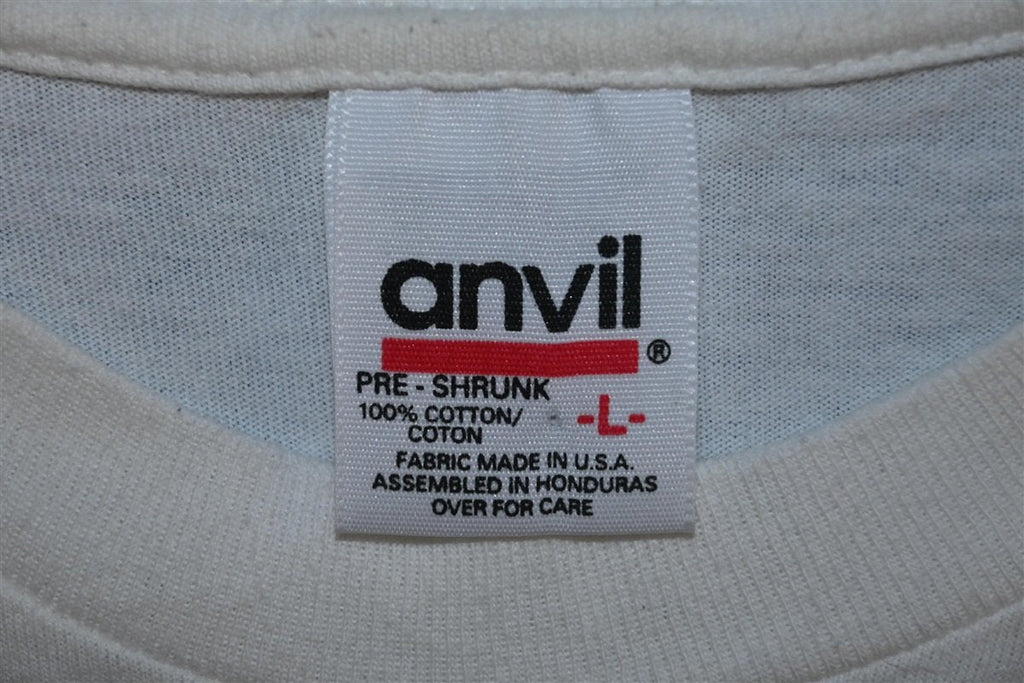 anvil
®
PRE - SHRUNK
100% COTTON/
COTON
-L-
FABRIC MADE IN U.S.A.
ASSEMBLED IN HONDURAS
OVER FOR CARE